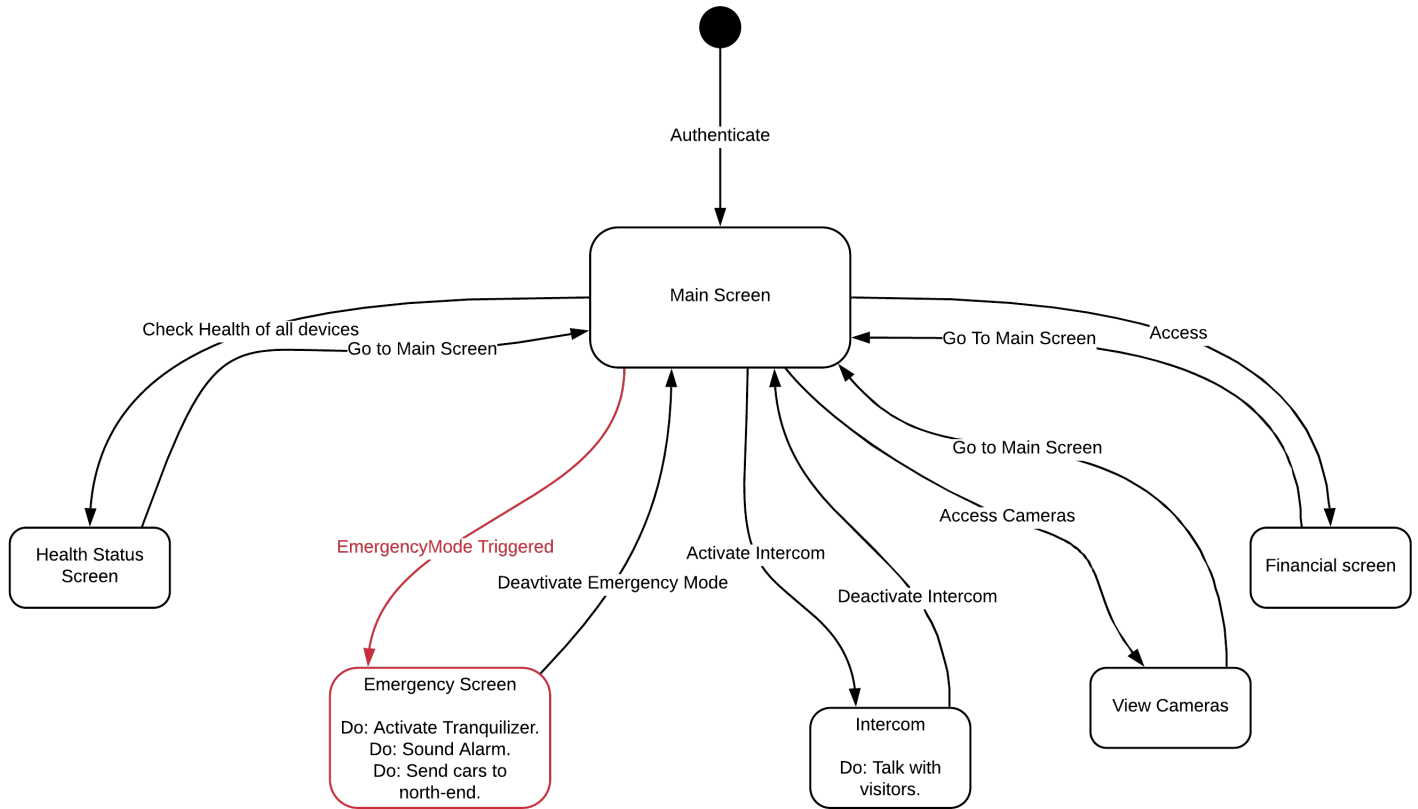 Authenticate
Main Screen
Check Health of all devices
Go to Main Screen
Go To Main Screen
Access
Go to Main Screen
Access Cameras
EmergencyMode Triggered
Activate Intercom
Deavtivate Emergency Mode
Deactivate Intercom
Health Status
Screen
Financial screen
Emergency Screen
Do: Activate Tranquilizer.
Do: Sound Alarm.
Do: Send cars to
north-end.
Intercom
Do: Talk with
visitors.
View Cameras